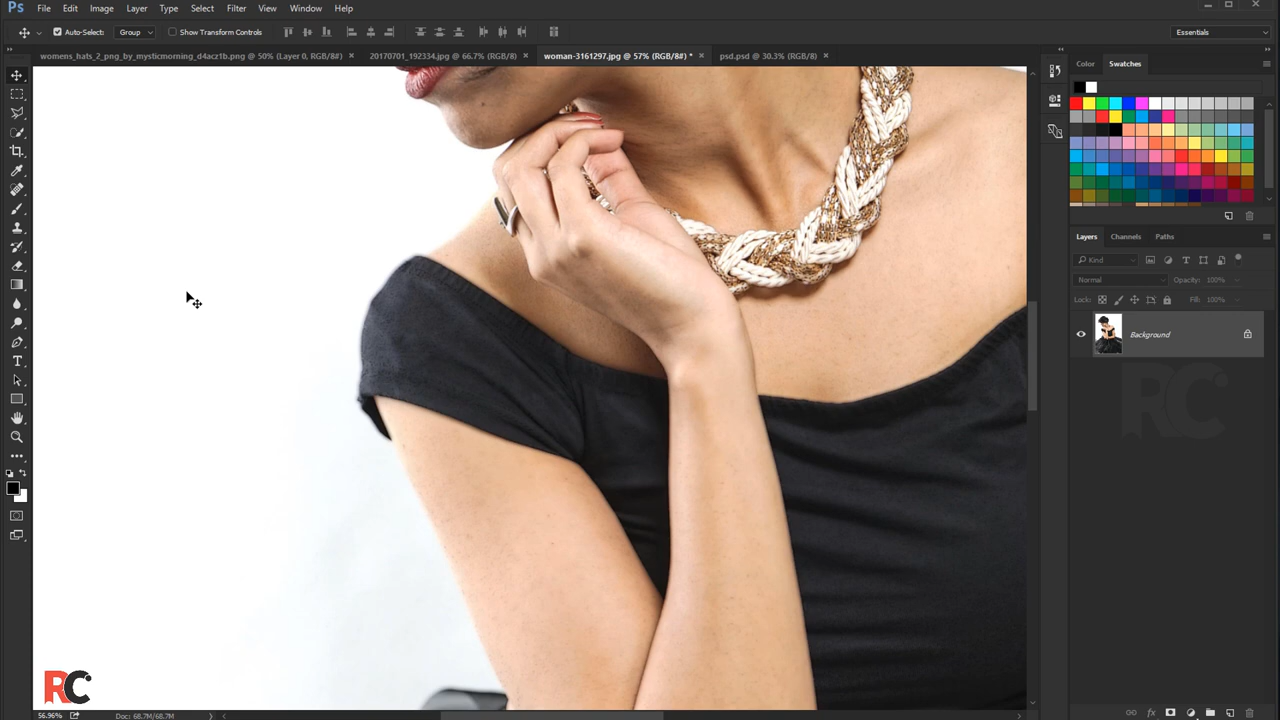 Ps File Edit Image Layer Type Select Filter View Window Help
Auto-Select: Group Show Transform Controls Essentials
womens_hats_2_png_by_mysticmorning_d4acz1b.png @ 50% (Layer 0, RGB/8#) × 20170701_192334.jpg @ 66.7% (RGB/8) × woman-3161297.jpg @ 57% (RGB/8#) * × psd.psd @ 30.3% (RGB/8) ×
Color Swatches
Layers Channels Paths
Kind
Normal Opacity: 100%
Lock: Fill: 100%
Background
RC
RC
56.96% Doc: 68.7M/68.7M